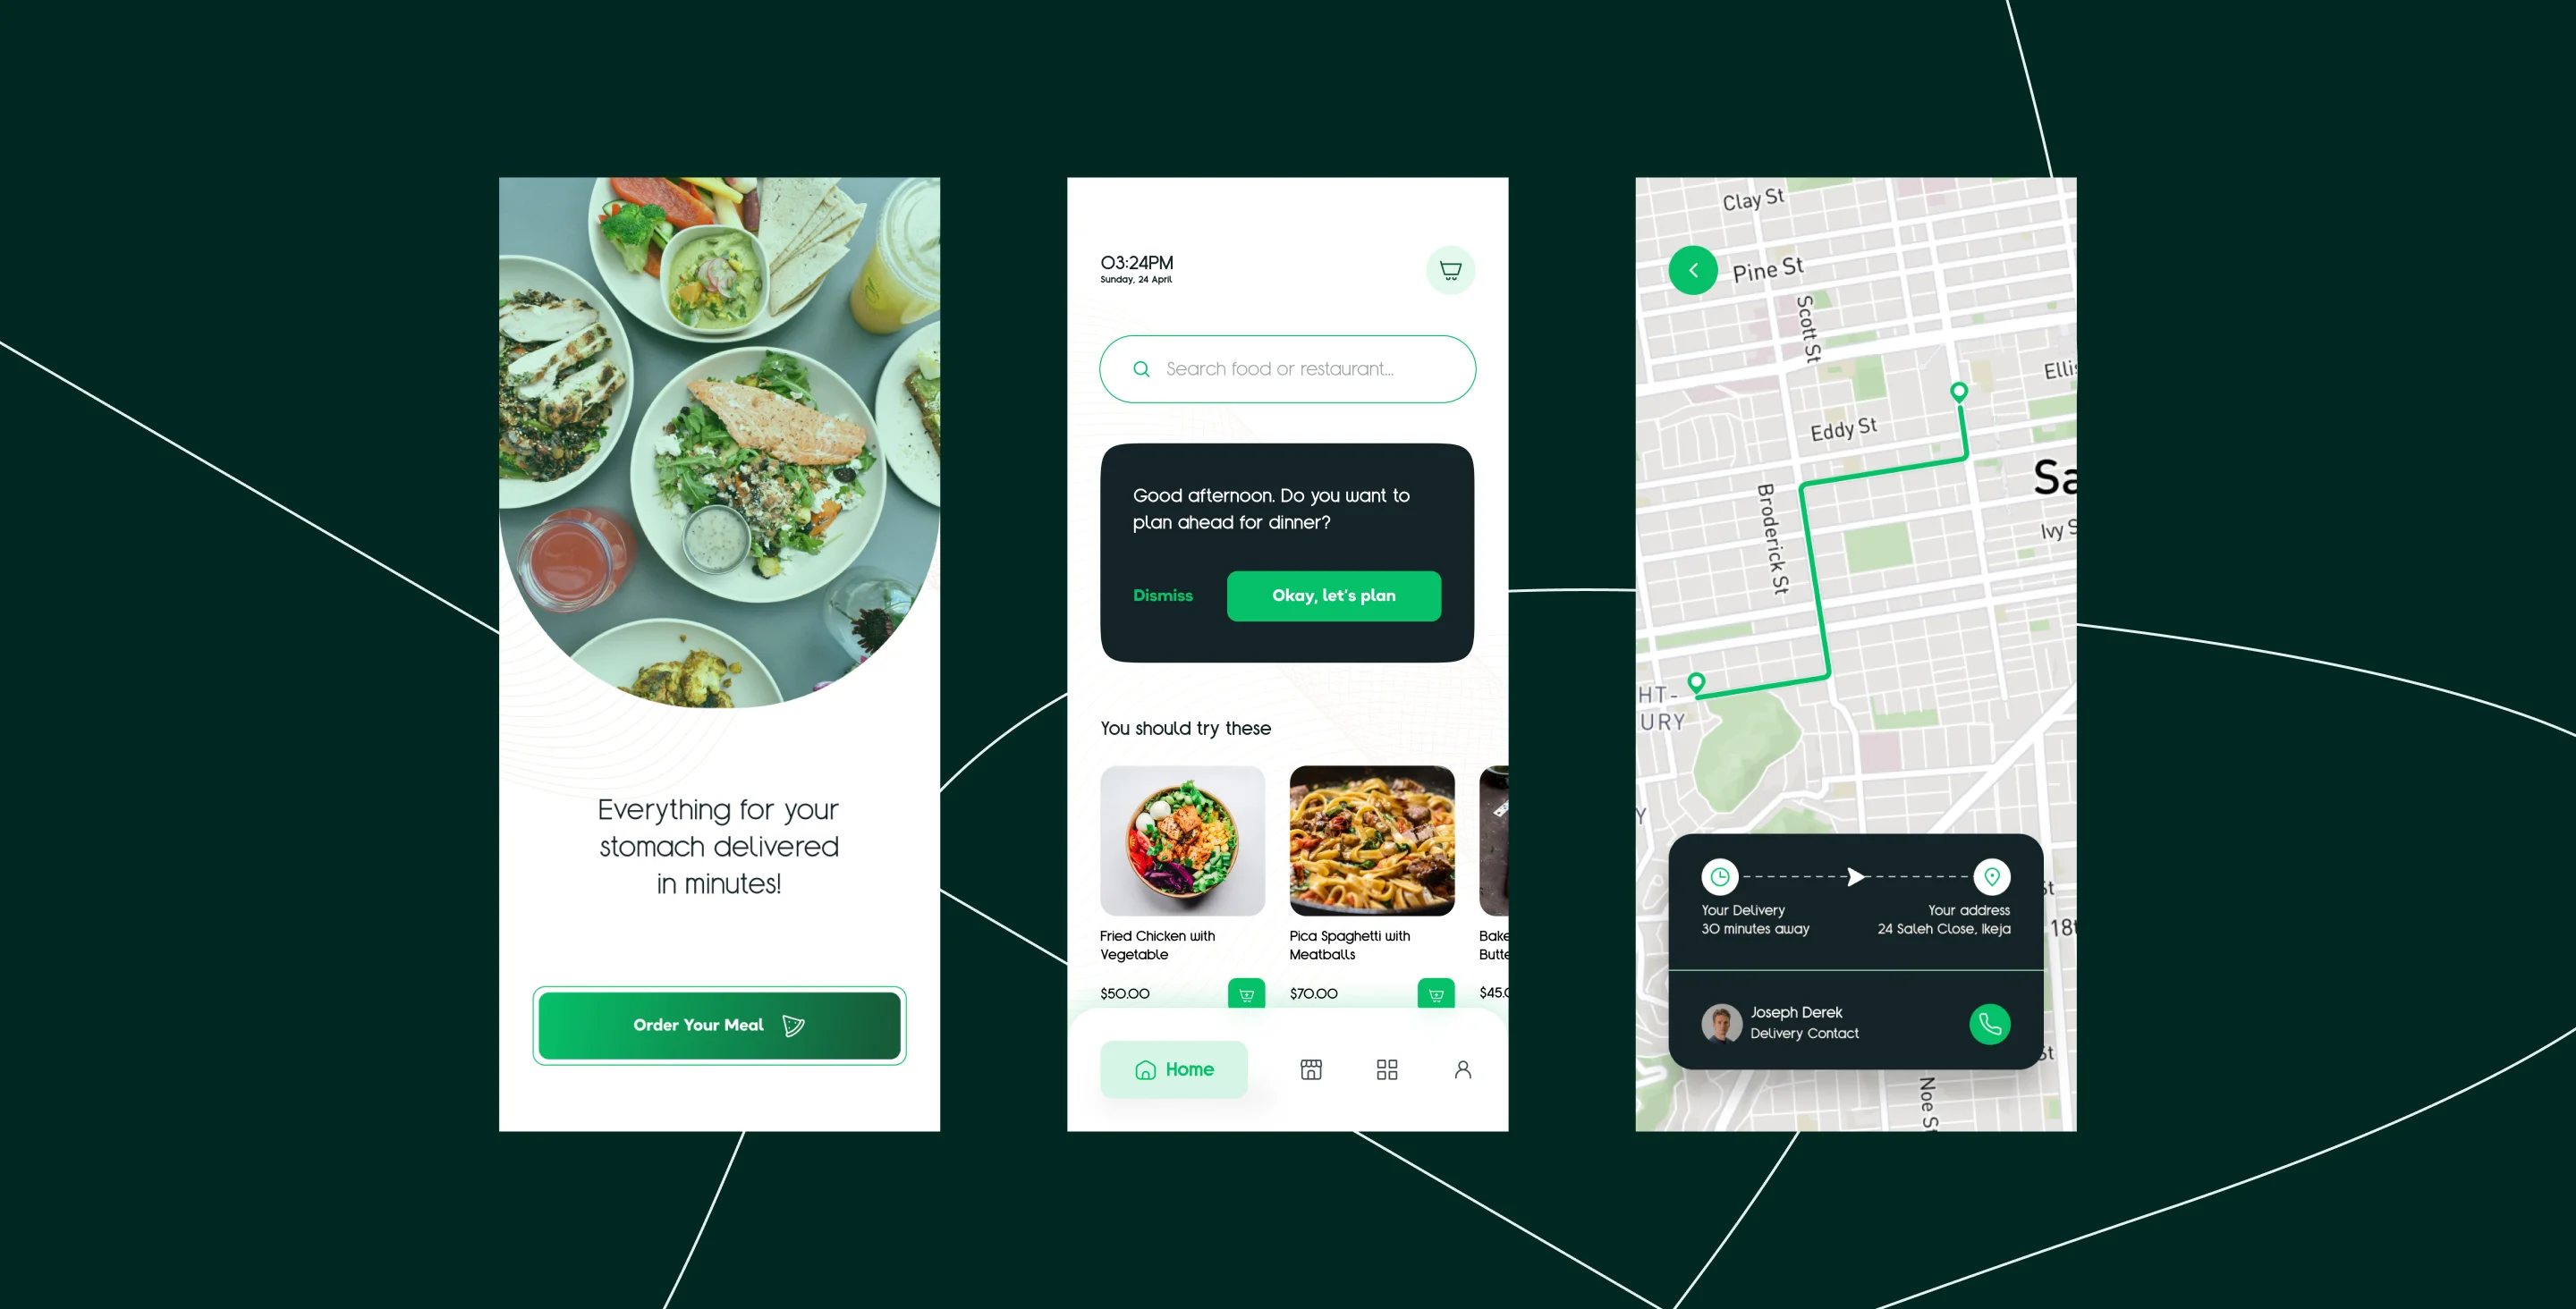 Everything for your
stomach delivered
in minutes!
Order Your Meal
03:24PM
Sunday, 24 April
Search food or restaurant...
Good afternoon. Do you want to
plan ahead for dinner?
Dismiss
Okay, let's plan
You should try these
Fried Chicken with
Vegetable
$50.00
Pica Spaghetti with
Meatballs
$70.00
Bake
Butte
$45.0
Home
Clay St
Pine St
Scott St
Ellis
Eddy St
Sa
Broderick St
Ivy S
HT-
URY
Y
Your Delivery
30 minutes away
Your address
24 Saleh Close, Ikeja
St
18t
Joseph Derek
Delivery Contact
St
Noe St